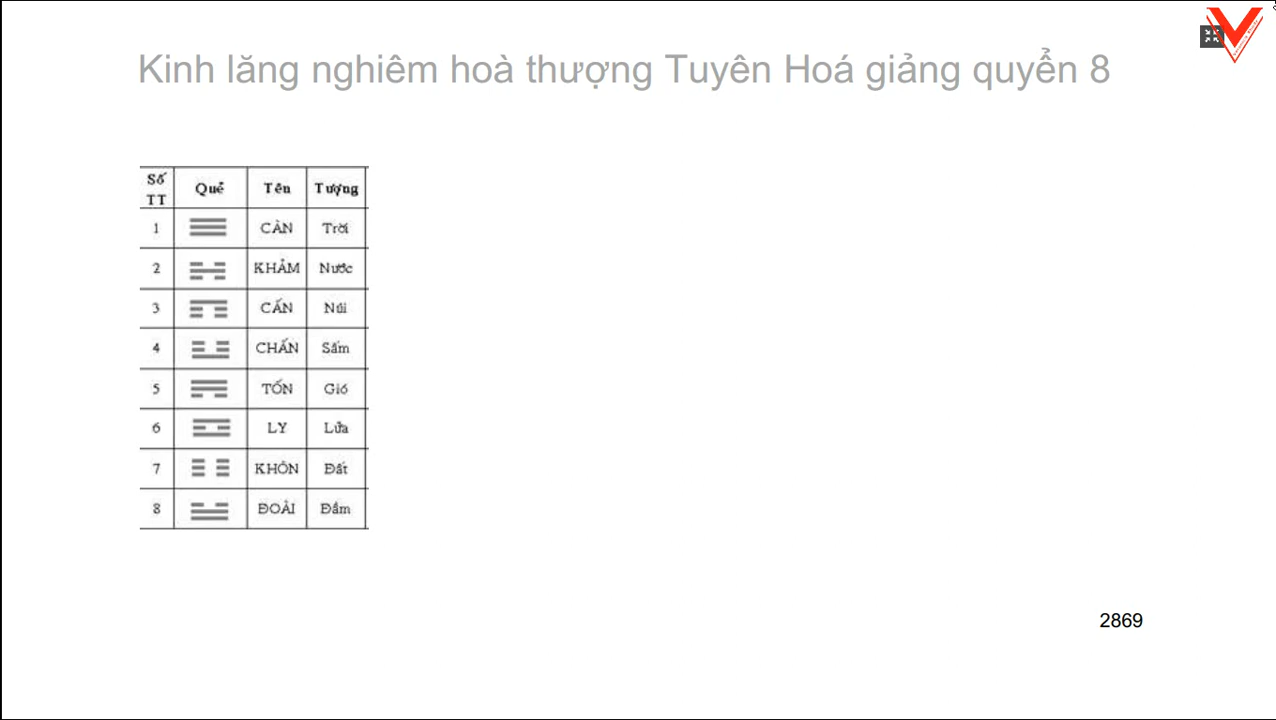 Kinh lăng nghiêm hoà thượng Tuyên Hoá giảng quyển 8
Số TT Quẻ Tên Tượng
1 ☰ CÀN Trời
2 ☵ KHẢM Nước
3 ☶ CẤN Núi
4 ☳ CHẤN Sấm
5 ☴ TỐN Gió
6 ☲ LY Lửa
7 ☷ KHÔN Đất
8 ☱ ĐOÀI Đầm
2869